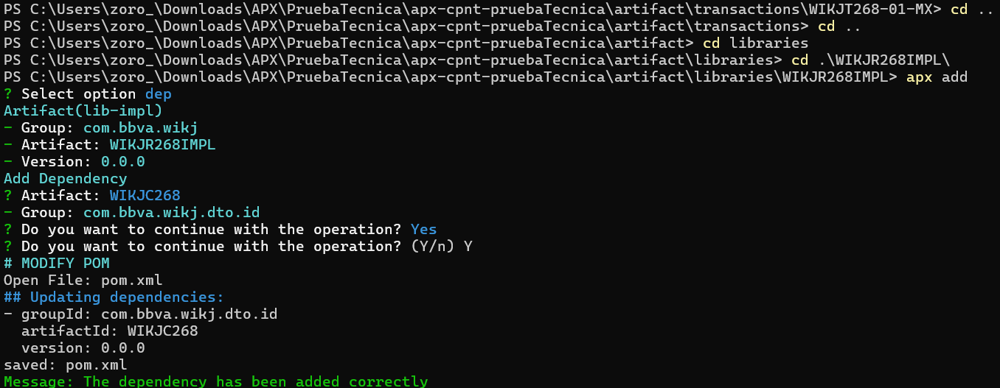 PS C:\Users\zoro_\Downloads\APX\PruebaTecnica\apx-cpnt-pruebaTecnica\artifact\transactions\WIKJT268-01-MX> cd ..
PS C:\Users\zoro_\Downloads\APX\PruebaTecnica\apx-cpnt-pruebaTecnica\artifact\transactions> cd ..
PS C:\Users\zoro_\Downloads\APX\PruebaTecnica\apx-cpnt-pruebaTecnica\artifact> cd libraries
PS C:\Users\zoro_\Downloads\APX\PruebaTecnica\apx-cpnt-pruebaTecnica\artifact\libraries> cd .\WIKJR268IMPL\
PS C:\Users\zoro_\Downloads\APX\PruebaTecnica\apx-cpnt-pruebaTecnica\artifact\libraries\WIKJR268IMPL> apx add
? Select option dep
Artifact(lib-impl)
- Group: com.bbva.wikj
- Artifact: WIKJR268IMPL
- Version: 0.0.0
Add Dependency
? Artifact: WIKJC268
- Group: com.bbva.wikj.dto.id
? Do you want to continue with the operation? Yes
? Do you want to continue with the operation? (Y/n) Y
# MODIFY POM
Open File: pom.xml
## Updating dependencies:
- groupId: com.bbva.wikj.dto.id
  artifactId: WIKJC268
  version: 0.0.0
saved: pom.xml
Message: The dependency has been added correctly